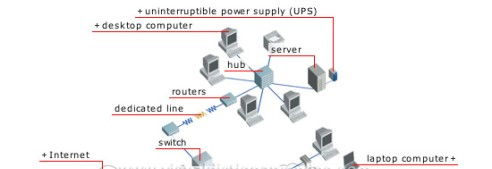 + uninterruptible power supply (UPS)
+ desktop computer
server
hub
routers
dedicated line
switch
+ Internet
laptop computer +